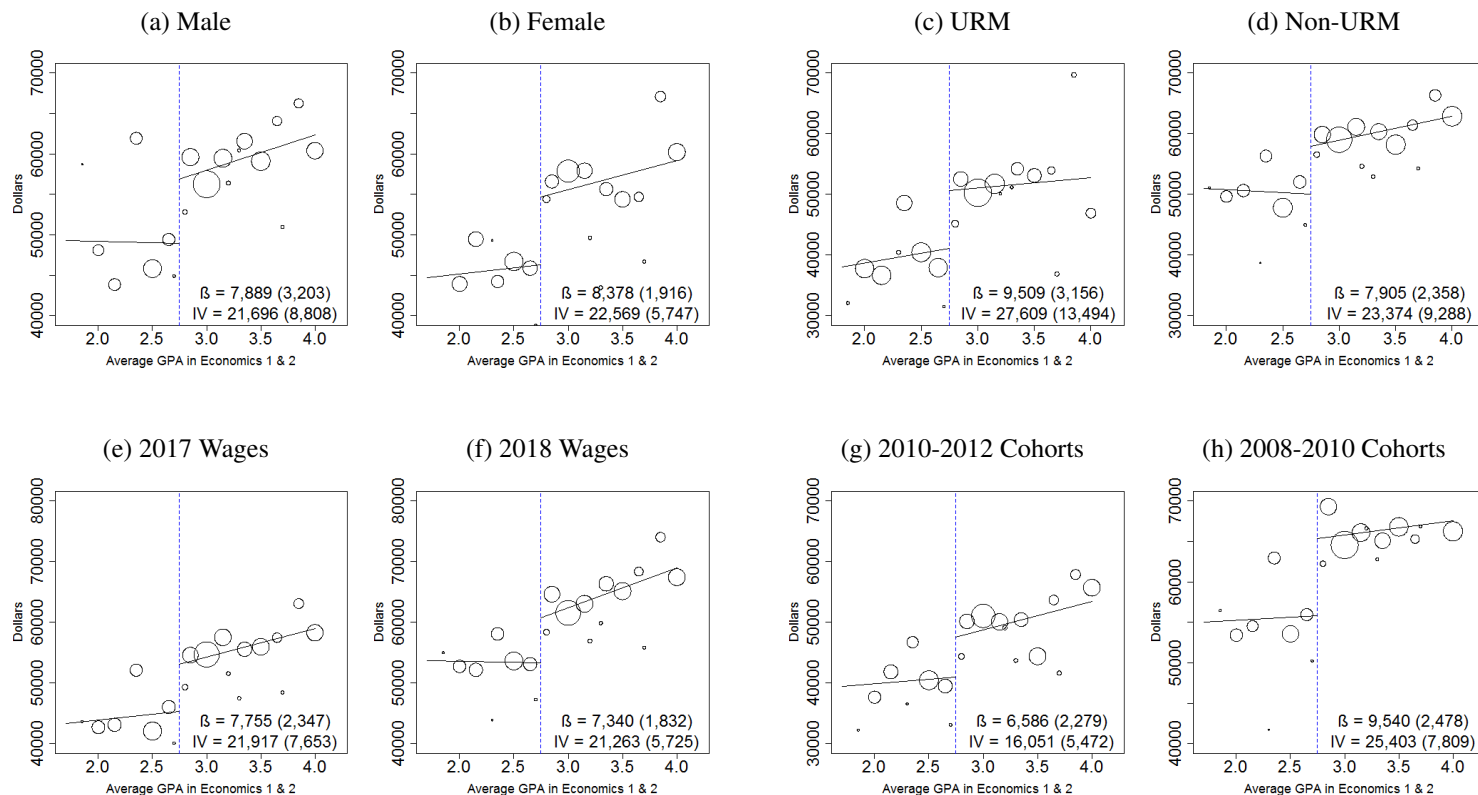 (a) Male
Dollars
40000 50000 60000 70000
ß = 7,889 (3,203)
IV = 21,696 (8,808)
2.0 2.5 3.0 3.5 4.0
Average GPA in Economics 1 & 2
(b) Female
Dollars
40000 50000 60000 70000
ß = 8,378 (1,916)
IV = 22,569 (5,747)
2.0 2.5 3.0 3.5 4.0
Average GPA in Economics 1 & 2
(c) URM
Dollars
30000 40000 50000 60000 70000
ß = 9,509 (3,156)
IV = 27,609 (13,494)
2.0 2.5 3.0 3.5 4.0
Average GPA in Economics 1 & 2
(d) Non-URM
Dollars
30000 40000 50000 60000 70000
ß = 7,905 (2,358)
IV = 23,374 (9,288)
2.0 2.5 3.0 3.5 4.0
Average GPA in Economics 1 & 2
(e) 2017 Wages
Dollars
40000 50000 60000 70000 80000
ß = 7,755 (2,347)
IV = 21,917 (7,653)
2.0 2.5 3.0 3.5 4.0
Average GPA in Economics 1 & 2
(f) 2018 Wages
Dollars
40000 50000 60000 70000 80000
ß = 7,340 (1,832)
IV = 21,263 (5,725)
2.0 2.5 3.0 3.5 4.0
Average GPA in Economics 1 & 2
(g) 2010-2012 Cohorts
Dollars
30000 40000 50000 60000 70000
ß = 6,586 (2,279)
IV = 16,051 (5,472)
2.0 2.5 3.0 3.5 4.0
Average GPA in Economics 1 & 2
(h) 2008-2010 Cohorts
Dollars
40000 50000 60000 70000
ß = 9,540 (2,478)
IV = 25,403 (7,809)
2.0 2.5 3.0 3.5 4.0
Average GPA in Economics 1 & 2